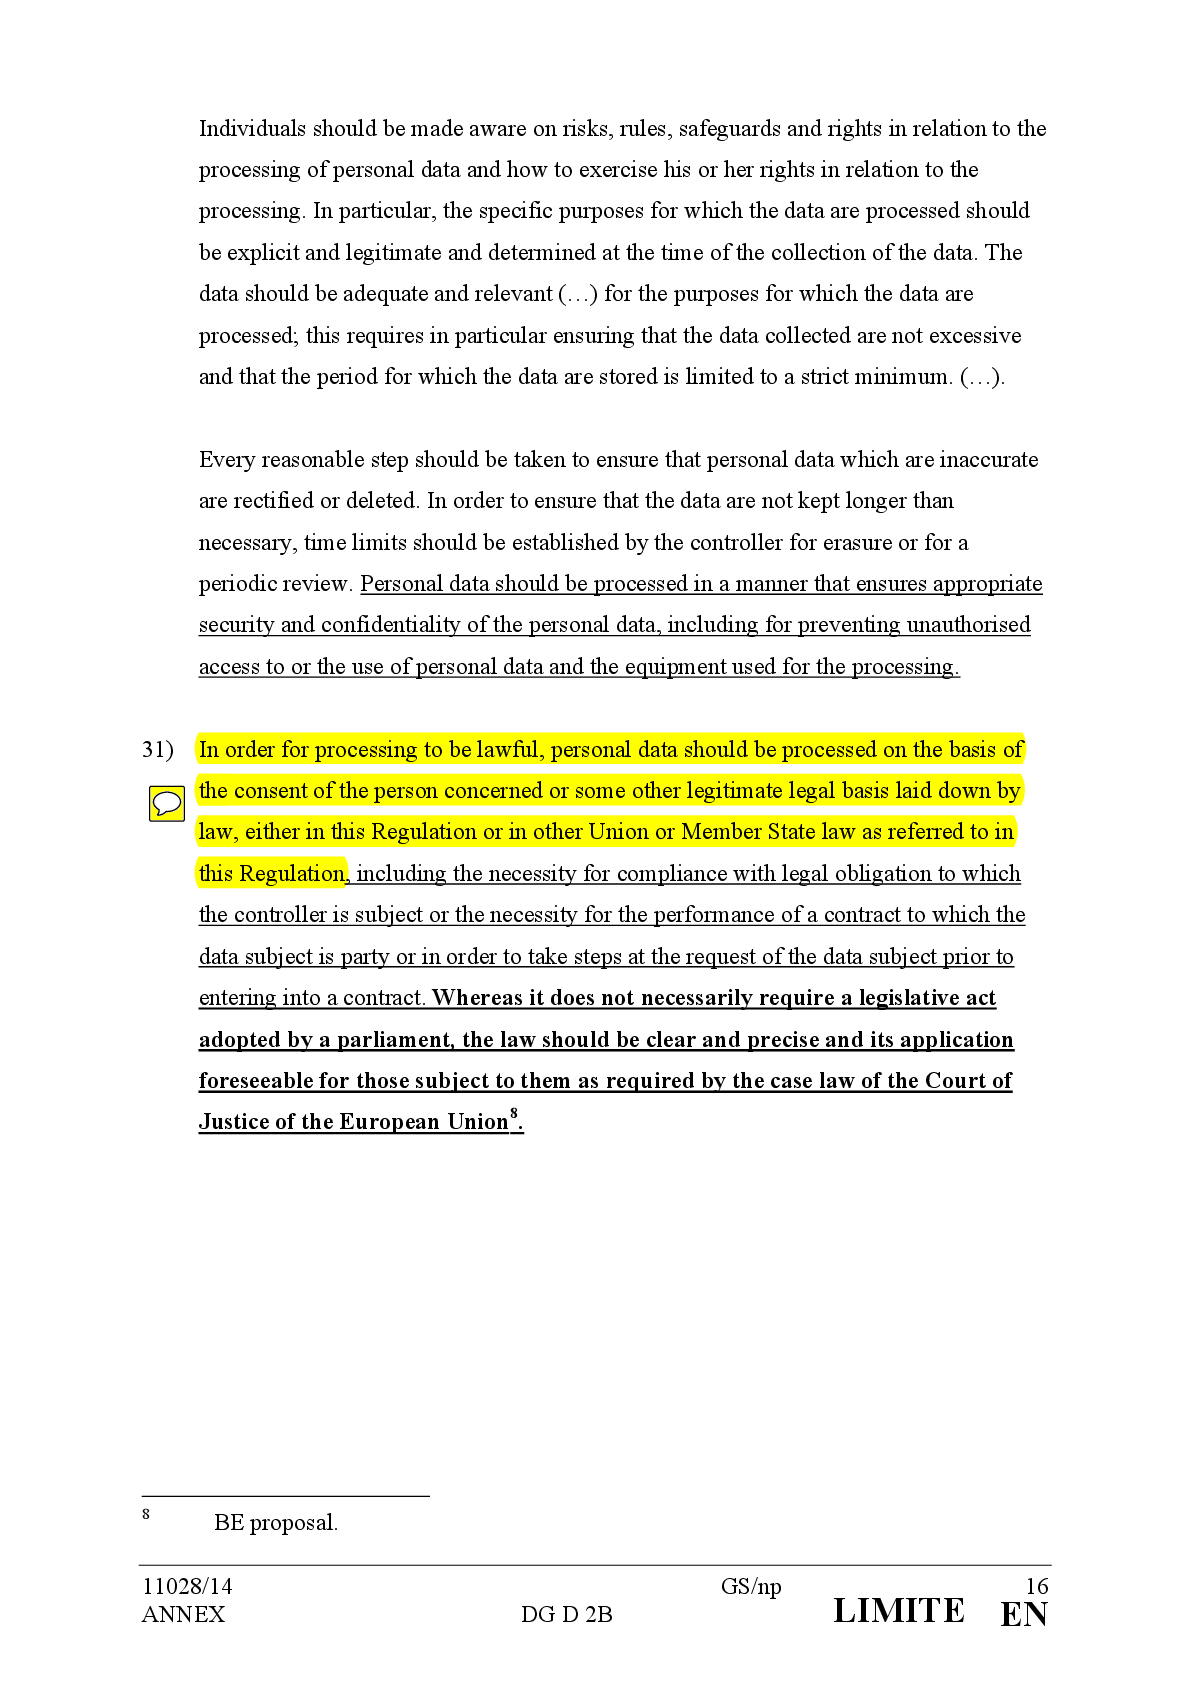 Individuals should be made aware on risks, rules, safeguards and rights in relation to the
processing of personal data and how to exercise his or her rights in relation to the
processing. In particular, the specific purposes for which the data are processed should
be explicit and legitimate and determined at the time of the collection of the data. The
data should be adequate and relevant (…) for the purposes for which the data are
processed; this requires in particular ensuring that the data collected are not excessive
and that the period for which the data are stored is limited to a strict minimum. (…).
Every reasonable step should be taken to ensure that personal data which are inaccurate
are rectified or deleted. In order to ensure that the data are not kept longer than
necessary, time limits should be established by the controller for erasure or for a
periodic review. Personal data should be processed in a manner that ensures appropriate
security and confidentiality of the personal data, including for preventing unauthorised
access to or the use of personal data and the equipment used for the processing.
31) In order for processing to be lawful, personal data should be processed on the basis of
the consent of the person concerned or some other legitimate legal basis laid down by
law, either in this Regulation or in other Union or Member State law as referred to in
this Regulation, including the necessity for compliance with legal obligation to which
the controller is subject or the necessity for the performance of a contract to which the
data subject is party or in order to take steps at the request of the data subject prior to
entering into a contract. Whereas it does not necessarily require a legislative act
adopted by a parliament, the law should be clear and precise and its application
foreseeable for those subject to them as required by the case law of the Court of
Justice of the European Union8.
8 BE proposal.
11028/14 GS/np 16
ANNEX DG D 2B LIMITE EN